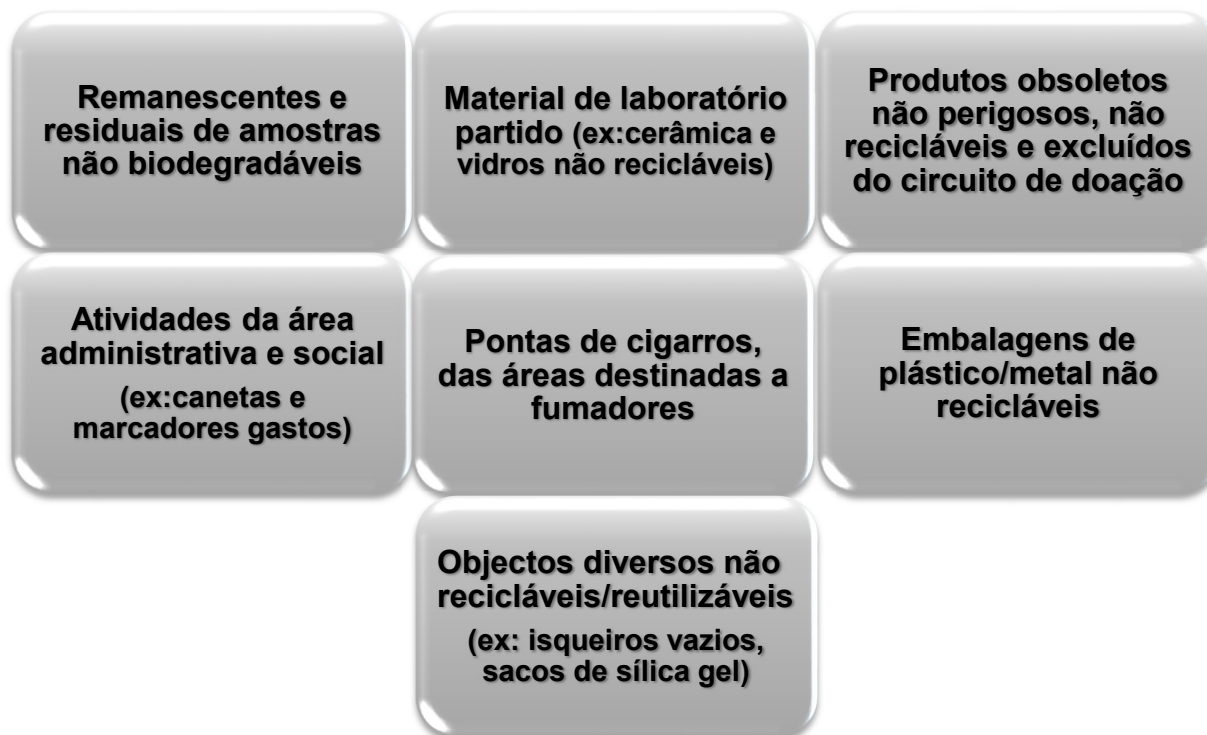 Remanescentes e
residuais de amostras
não biodegradáveis
Material de laboratório
partido (ex:cerâmica e
vidros não recicláveis)
Produtos obsoletos
não perigosos, não
recicláveis e excluídos
do circuito de doação
Atividades da área
administrativa e social
(ex:canetas e
marcadores gastos)
Pontas de cigarros,
das áreas destinadas a
fumadores
Embalagens de
plástico/metal não
recicláveis
Objectos diversos não
recicláveis/reutilizáveis
(ex: isqueiros vazios,
sacos de sílica gel)